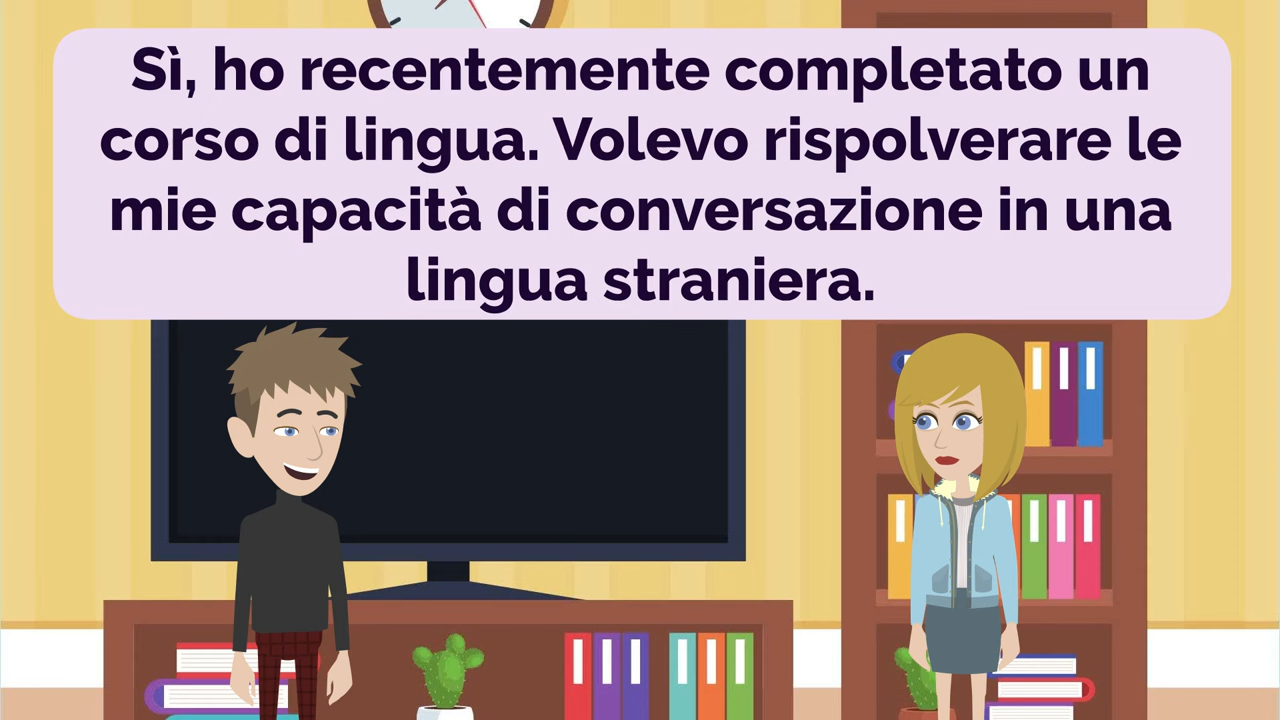 Sì, ho recentemente completato un
corso di lingua. Volevo rispolverare le
mie capacità di conversazione in una
lingua straniera.